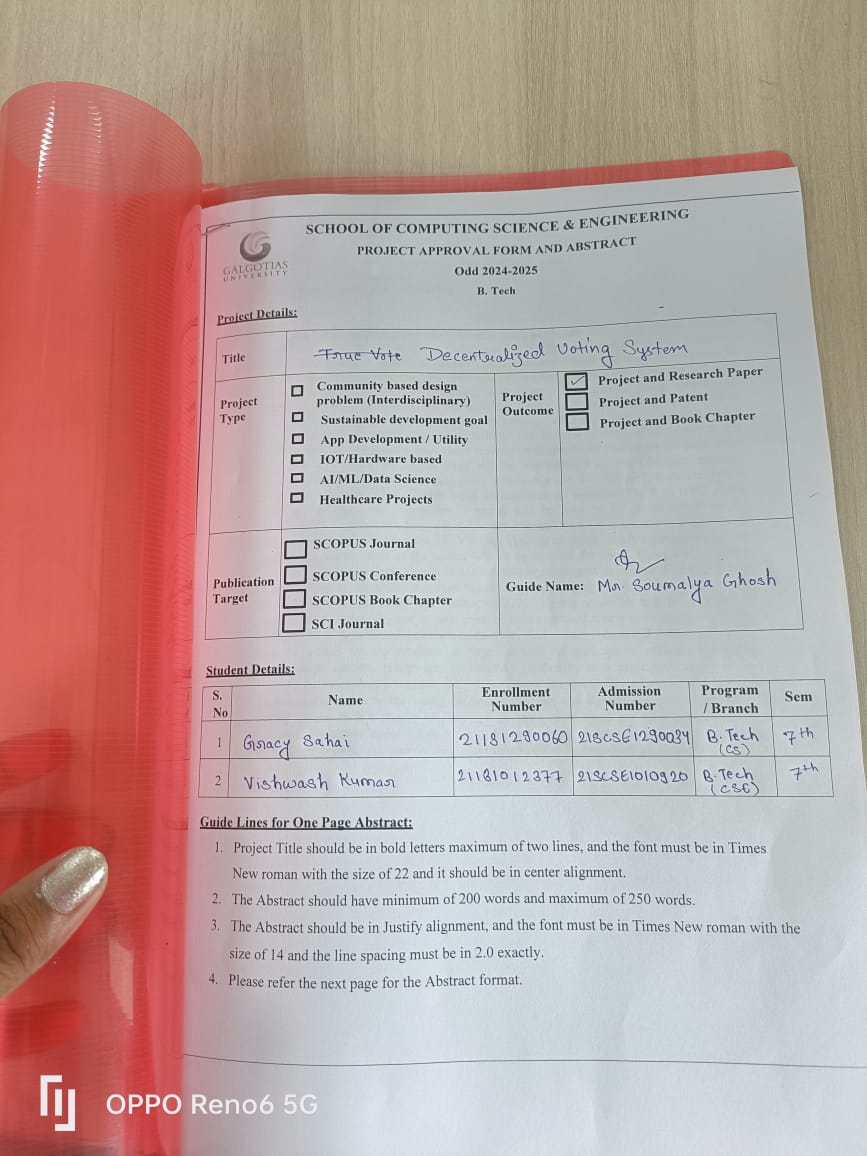 SCHOOL OF COMPUTING SCIENCE & ENGINEERING
GALGOTIAS
UNIVERSITY
PROJECT APPROVAL FORM AND ABSTRACT
Odd 2024-2025
B. Tech
Project Details:
Title
True Vote Decentralized Voting System
Project
Type
Community based design
problem (Interdisciplinary)
Sustainable development goal
App Development / Utility
IOT/Hardware based
AI/ML/Data Science
Healthcare Projects
Project
Outcome
Project and Research Paper
Project and Patent
Project and Book Chapter
Publication
Target
SCOPUS Journal
SCOPUS Conference
SCOPUS Book Chapter
SCI Journal
Guide Name: Mr. Soumalya Ghosh
Student Details:
S.
No
Name
Enrollment
Number
Admission
Number
Program
/ Branch
Sem
1 Gracy Sahai 21131290060 21SCSE1290034 B.Tech 7th
(CS)
2 Vishwash Kumar 21131012377 21SCSE1010920 B.Tech 7th
(CSE)
Guide Lines for One Page Abstract:
1. Project Title should be in bold letters maximum of two lines, and the font must be in Times
New roman with the size of 22 and it should be in center alignment.
2. The Abstract should have minimum of 200 words and maximum of 250 words.
3. The Abstract should be in Justify alignment, and the font must be in Times New roman with the
size of 14 and the line spacing must be in 2.0 exactly.
4. Please refer the next page for the Abstract format.
OPPO Reno6 5G